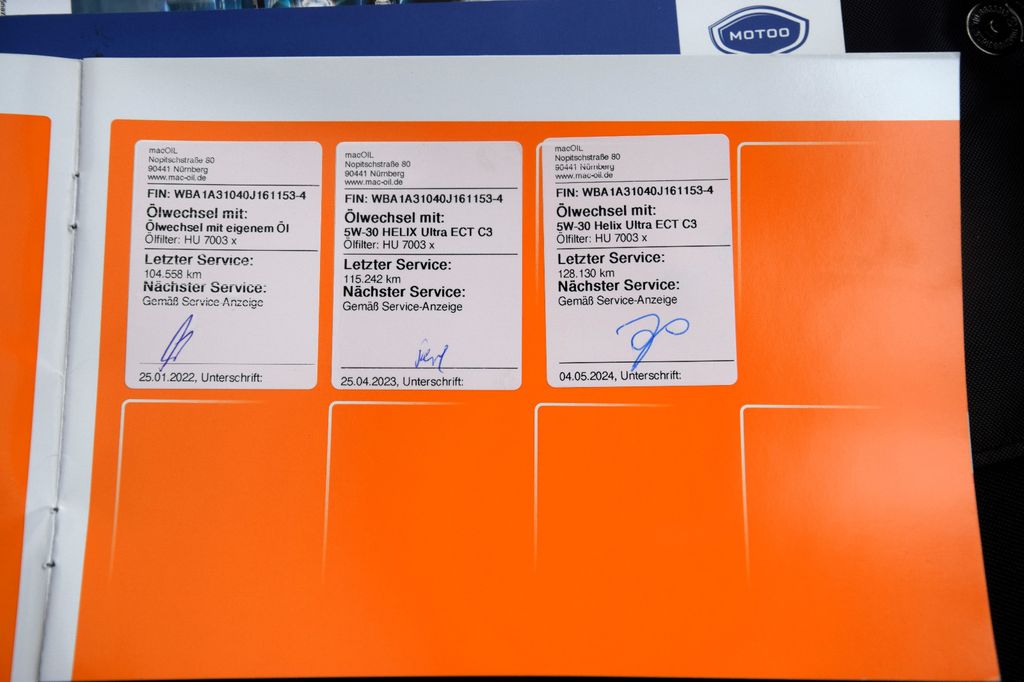 MOTOO
macOIL
Nopitschstraße 80
90441 Nürnberg
www.mac-oil.de
FIN: WBA1A31040J161153-4
Ölwechsel mit:
Ölwechsel mit eigenem Öl
Ölfilter: HU 7003 x
Letzter Service:
104.558 km
Nächster Service:
Gemäß Service-Anzeige
25.01.2022, Unterschrift:
macOIL
Nopitschstraße 80
90441 Nürnberg
www.mac-oil.de
FIN: WBA1A31040J161153-4
Ölwechsel mit:
5W-30 HELIX Ultra ECT C3
Ölfilter: HU 7003 x
Letzter Service:
115.242 km
Nächster Service:
Gemäß Service-Anzeige
25.04.2023, Unterschrift:
macOIL
Nopitschstraße 80
90441 Nürnberg
www.mac-oil.de
FIN: WBA1A31040J161153-4
Ölwechsel mit:
5W-30 Helix Ultra ECT C3
Ölfilter: HU 7003 x
Letzter Service:
128.130 km
Nächster Service:
Gemäß Service-Anzeige
04.05.2024, Unterschrift: